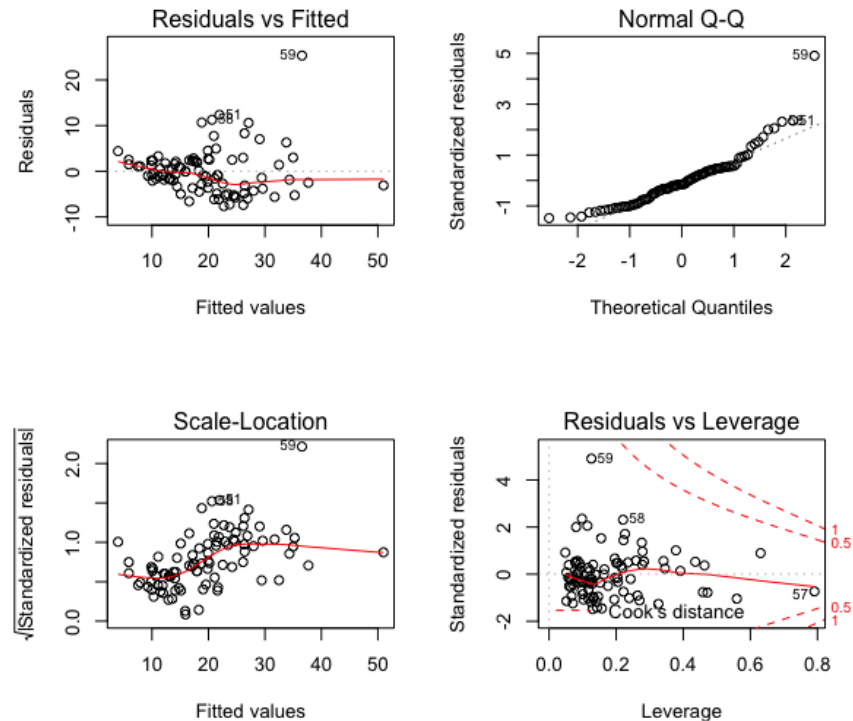 Residuals vs Fitted
Residuals
20
10
0
-10
59
51
10 20 30 40 50
Fitted values
Normal Q-Q
Standardized residuals
5
3
1
-1
59
51
-2 -1 0 1 2
Theoretical Quantiles
Scale-Location
√|Standardized residuals|
2.0
1.0
0.0
59
51
10 20 30 40 50
Fitted values
Residuals vs Leverage
Standardized residuals
4
2
0
-2
59
58
57
1
0.5
0.5
1
Cook's distance
0.0 0.2 0.4 0.6 0.8
Leverage